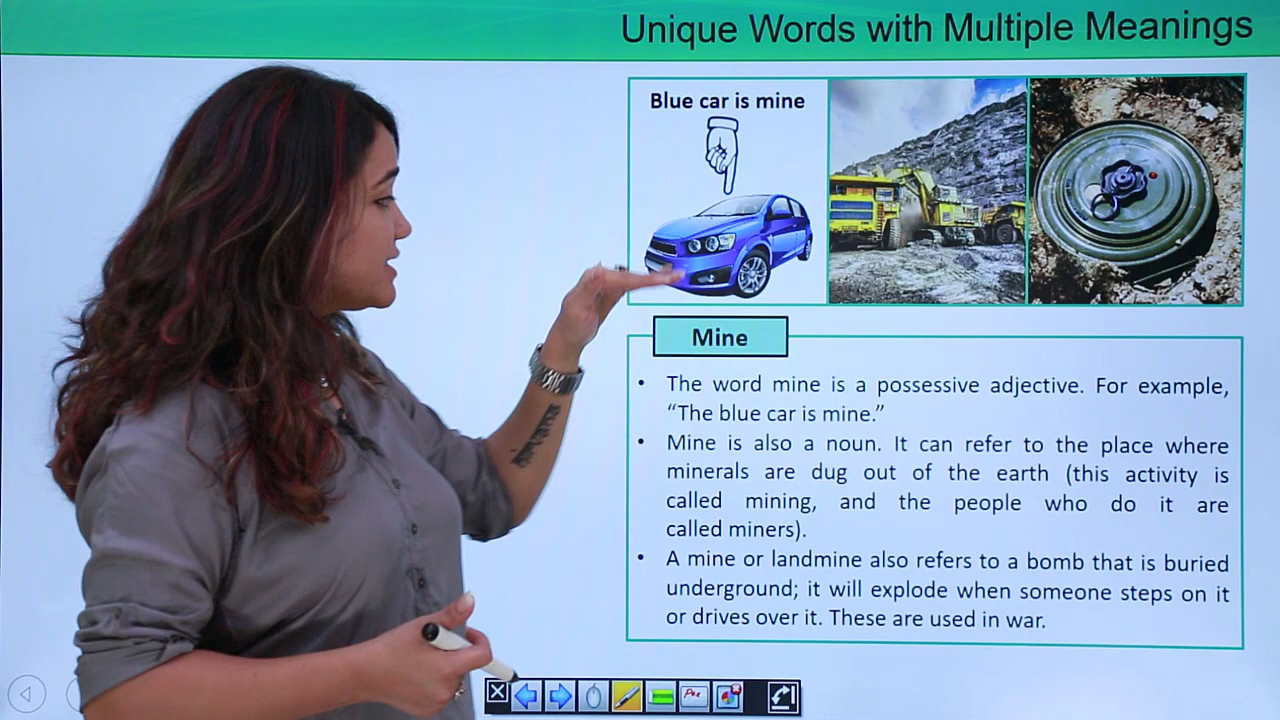 Unique Words with Multiple Meanings
Blue car is mine
Mine
• The word mine is a possessive adjective. For example,
“The blue car is mine.”
• Mine is also a noun. It can refer to the place where
minerals are dug out of the earth (this activity is
called mining, and the people who do it are
called miners).
• A mine or landmine also refers to a bomb that is buried
underground; it will explode when someone steps on it
or drives over it. These are used in war.